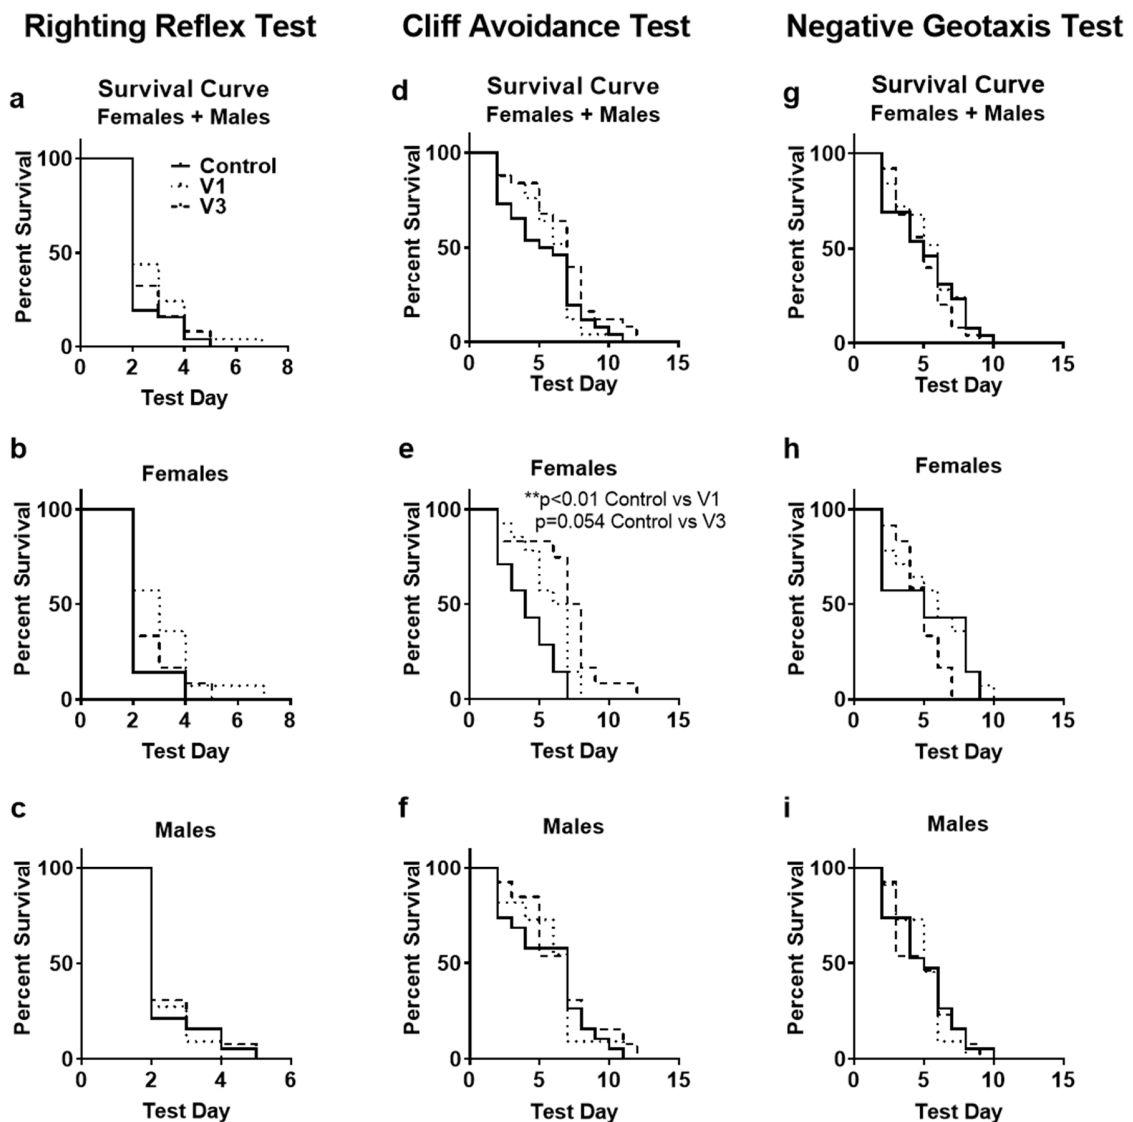 Righting Reflex Test
Cliff Avoidance Test
Negative Geotaxis Test
a
Survival Curve
Females + Males
Percent Survival
100
50
0
Control
V1
V3
0 2 4 6 8
Test Day
d
Survival Curve
Females + Males
Percent Survival
100
50
0
0 5 10 15
Test Day
g
Survival Curve
Females + Males
Percent Survival
100
50
0
0 5 10 15
Test Day
b
Females
Percent Survival
100
50
0
0 2 4 6 8
Test Day
e
Females
**p<0.01 Control vs V1
p=0.054 Control vs V3
Percent Survival
100
50
0
0 5 10 15
Test Day
h
Females
Percent Survival
100
50
0
0 5 10 15
Test Day
c
Males
Percent Survival
100
50
0
0 2 4 6
Test Day
f
Males
Percent Survival
100
50
0
0 5 10 15
Test Day
i
Males
Percent Survival
100
50
0
0 5 10 15
Test Day